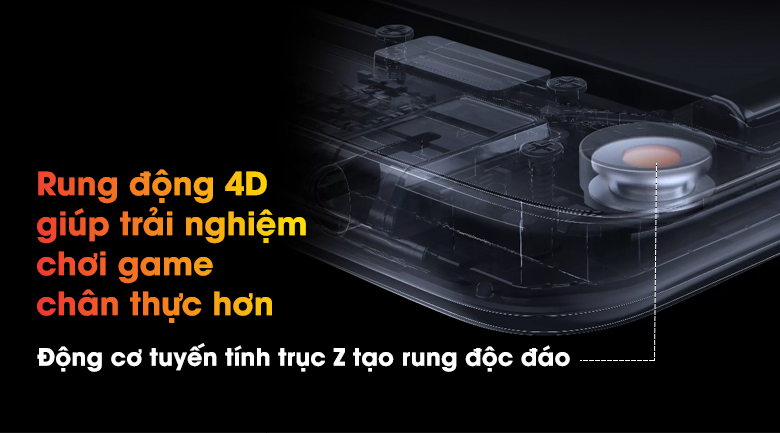 Rung động 4D
giúp trải nghiệm
chơi game
chân thực hơn
Động cơ tuyến tính trục Z tạo rung độc đáo